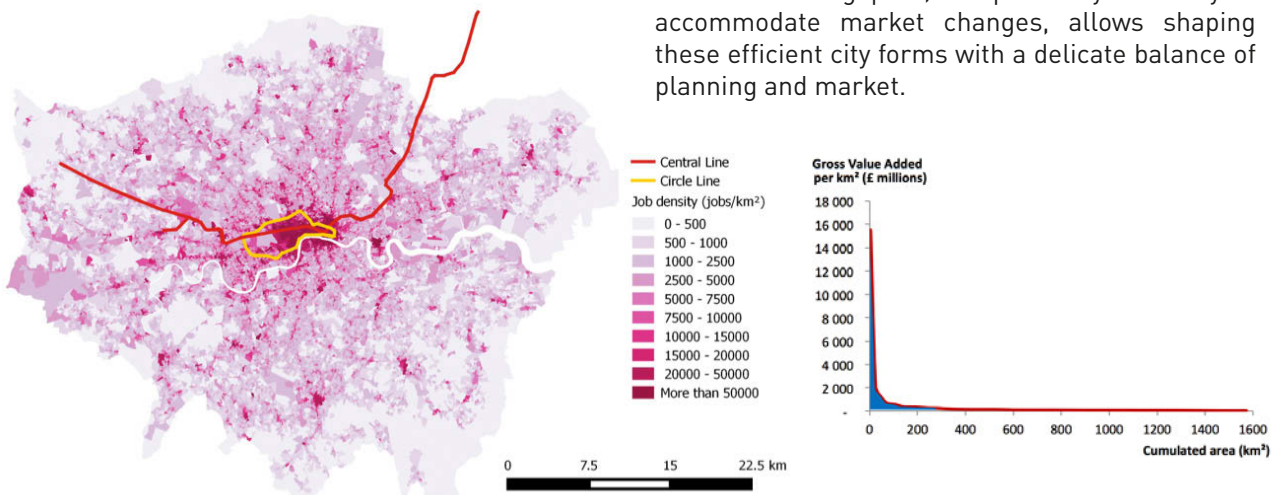 accommodate market changes, allows shaping
these efficient city forms with a delicate balance of
planning and market.
Central Line
Circle Line
Job density (jobs/km²)
0 - 500
500 - 1000
1000 - 2500
2500 - 5000
5000 - 7500
7500 - 10000
10000 - 15000
15000 - 20000
20000 - 50000
More than 50000
0 7.5 15 22.5 km
Gross Value Added
per km² (£ millions)
18 000
16 000
14 000
12 000
10 000
8 000
6 000
4 000
2 000
-
0 200 400 600 800 1000 1200 1400 1600
Cumulated area (km²)